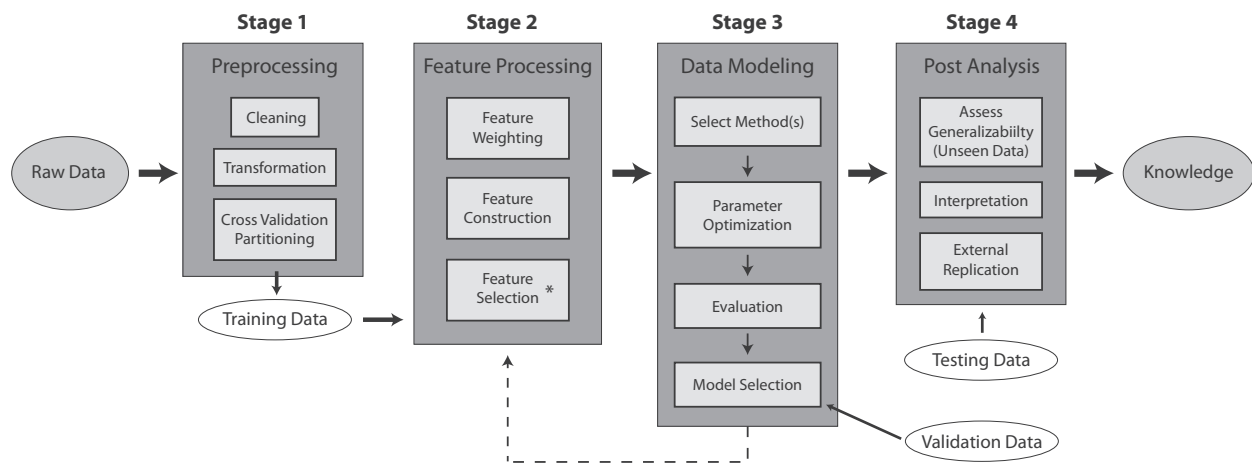 Stage 1
Stage 2
Stage 3
Stage 4
Raw Data
Preprocessing
Cleaning
Transformation
Cross Validation
Partitioning
Training Data
Feature Processing
Feature
Weighting
Feature
Construction
Feature
Selection *
Data Modeling
Select Method(s)
Parameter
Optimization
Evaluation
Model Selection
Post Analysis
Assess
Generalizabilty
(Unseen Data)
Interpretation
External
Replication
Testing Data
Validation Data
Knowledge